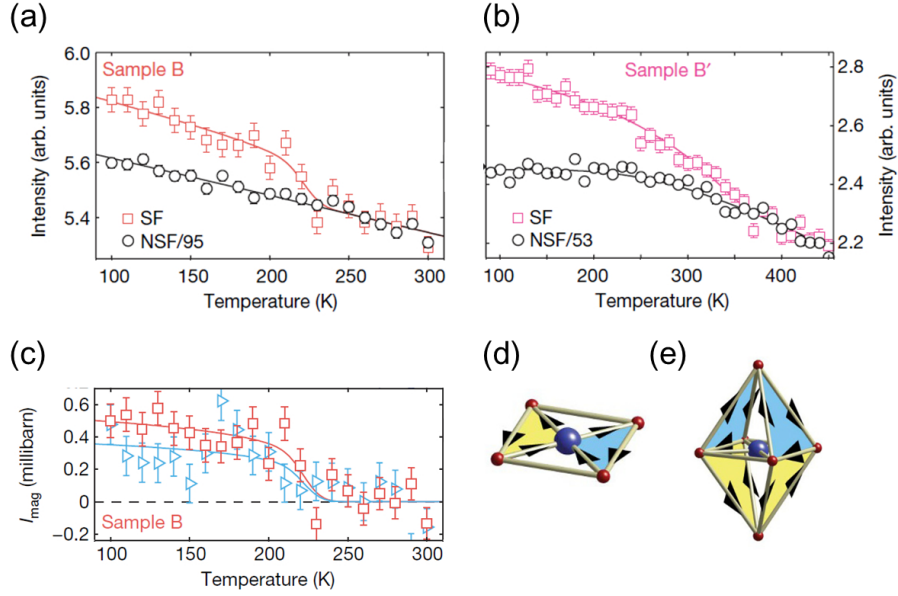 (a)
6.0
5.8
5.6
5.4
Intensity (arb. units)
Sample B
SF
NSF/95
100
150
200
250
300
Temperature (K)
(b)
Intensity (arb. units)
2.8
2.6
2.4
2.2
Sample B′
SF
NSF/53
100
200
300
400
Temperature (K)
(c)
0.6
0.4
0.2
0
−0.2
Imag (millibarn)
Sample B
100
150
200
250
300
Temperature (K)
(d)
(e)